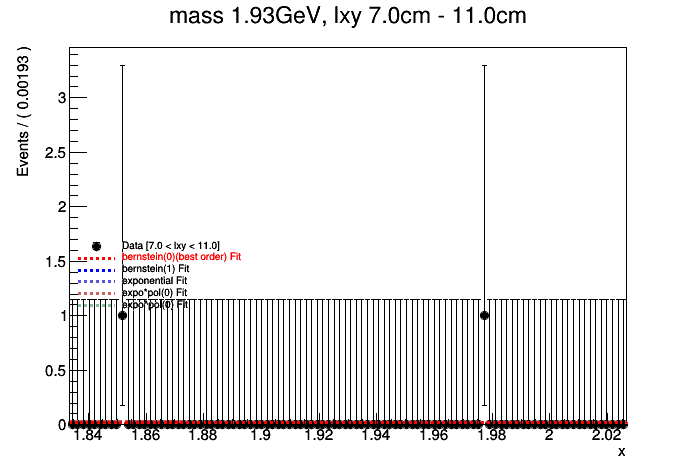 mass 1.93GeV, lxy 7.0cm - 11.0cm
Events / ( 0.00193 )
3
2.5
2
1.5
1
0.5
0
Data [7.0 < lxy < 11.0]
bernstein(0)(best order) Fit
bernstein(1) Fit
exponential Fit
expo*pol(0) Fit
expo*pol(0) Fit
1.84 1.86 1.88 1.9 1.92 1.94 1.96 1.98 2 2.02
x